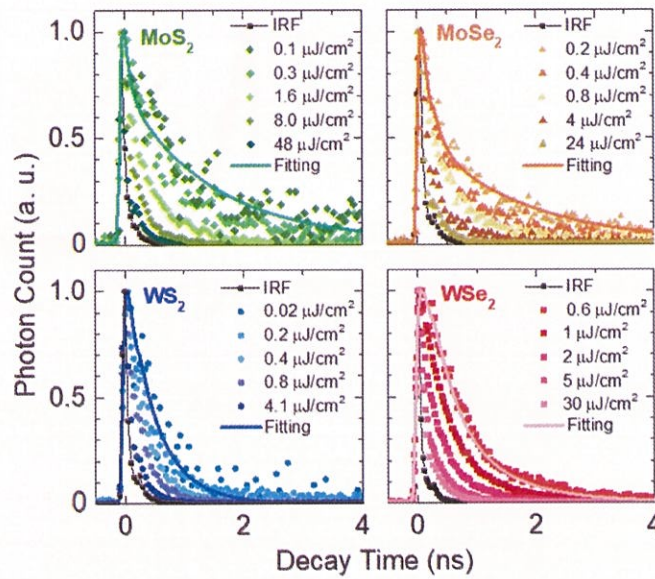 Photon Count (a. u.)
1.0
0.5
0
MoS₂
IRF
0.1 μJ/cm²
0.3 μJ/cm²
1.6 μJ/cm²
8.0 μJ/cm²
48 μJ/cm²
Fitting
MoSe₂
IRF
0.2 μJ/cm²
0.4 μJ/cm²
0.8 μJ/cm²
4 μJ/cm²
24 μJ/cm²
Fitting
1.0
0.5
0
WS₂
IRF
0.02 μJ/cm²
0.2 μJ/cm²
0.4 μJ/cm²
0.8 μJ/cm²
4.1 μJ/cm²
Fitting
WSe₂
IRF
0.6 μJ/cm²
1 μJ/cm²
2 μJ/cm²
5 μJ/cm²
30 μJ/cm²
Fitting
0 2 4
0 2 4
Decay Time (ns)